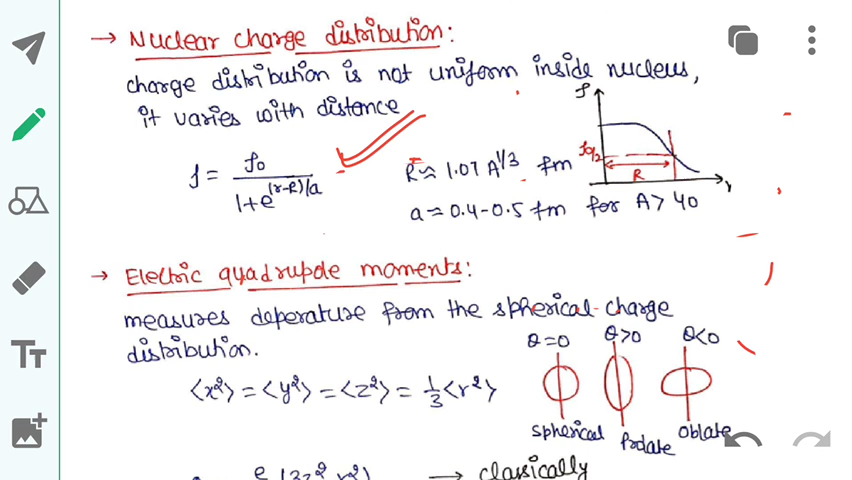 → Nuclear charge distribution:
charge distribution is not uniform inside nucleus,
it varies with distance
ρ = ρ₀ / 1+e^(r-R)/a
R ≈ 1.07 A^1/3 fm
a ≈ 0.4-0.5 fm for A > 40
ρ
ρ₀/2
R
r
→ Electric quadrupole moments:
measures deperature from the spherical charge
distribution.
θ=0 θ>0 θ<0
⟨x²⟩ = ⟨y²⟩ = ⟨z²⟩ = 1/3 ⟨r²⟩
spherical Prolate oblate
→ classically
TT